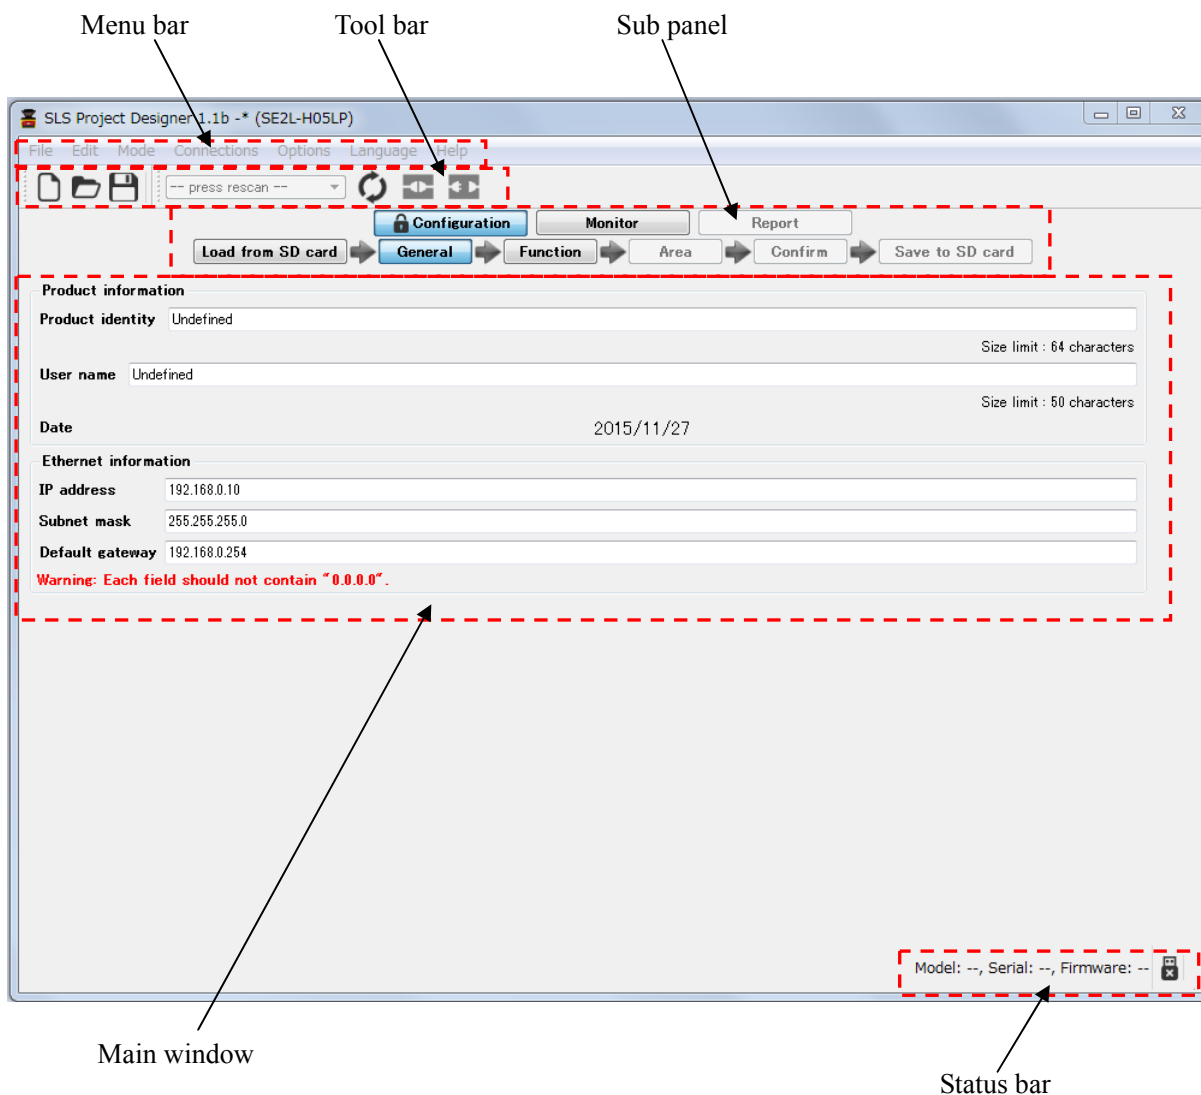 Menu bar Tool bar Sub panel
SLS Project Designer 1.1b -* (SE2L-H05LP)
File Edit Mode Connections Options Language Help
-- press rescan --
Configuration Monitor Report
Load from SD card General Function Area Confirm Save to SD card
Product information
Product identity Undefined
Size limit : 64 characters
User name Undefined
Size limit : 50 characters
Date 2015/11/27
Ethernet information
IP address 192.168.0.10
Subnet mask 255.255.255.0
Default gateway 192.168.0.254
Warning: Each field should not contain "0.0.0.0".
Model: --, Serial: --, Firmware: --
Main window
Status bar